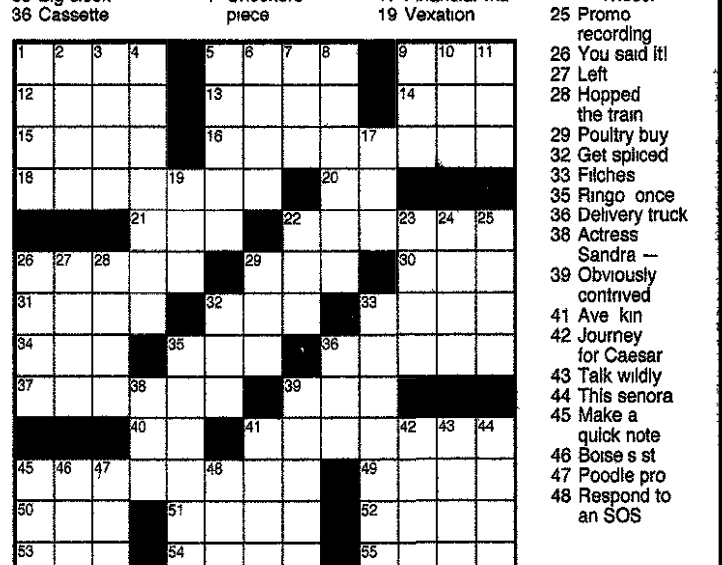 36 Cassette
piece
19 Vexation
25 Promo
recording
26 You said it!
27 Left
28 Hopped
the train
29 Poultry buy
32 Get spliced
33 Filches
35 Ringo once
36 Delivery truck
38 Actress
Sandra —
39 Obviously
contrived
41 Ave kin
42 Journey
for Caesar
43 Talk wildly
44 This senora
45 Make a
quick note
46 Boise s st
47 Poodle pro
48 Respond to
an SOS
1 2 3 4 5 6 7 8 9 10 11
12 13 14
15 16 17
18 19 20
21 22 23 24 25
26 27 28 29 30
31 32 33
34 35 36
37 38 39
40 41 42 43 44
45 46 47 48 49
50 51 52
53 54 55